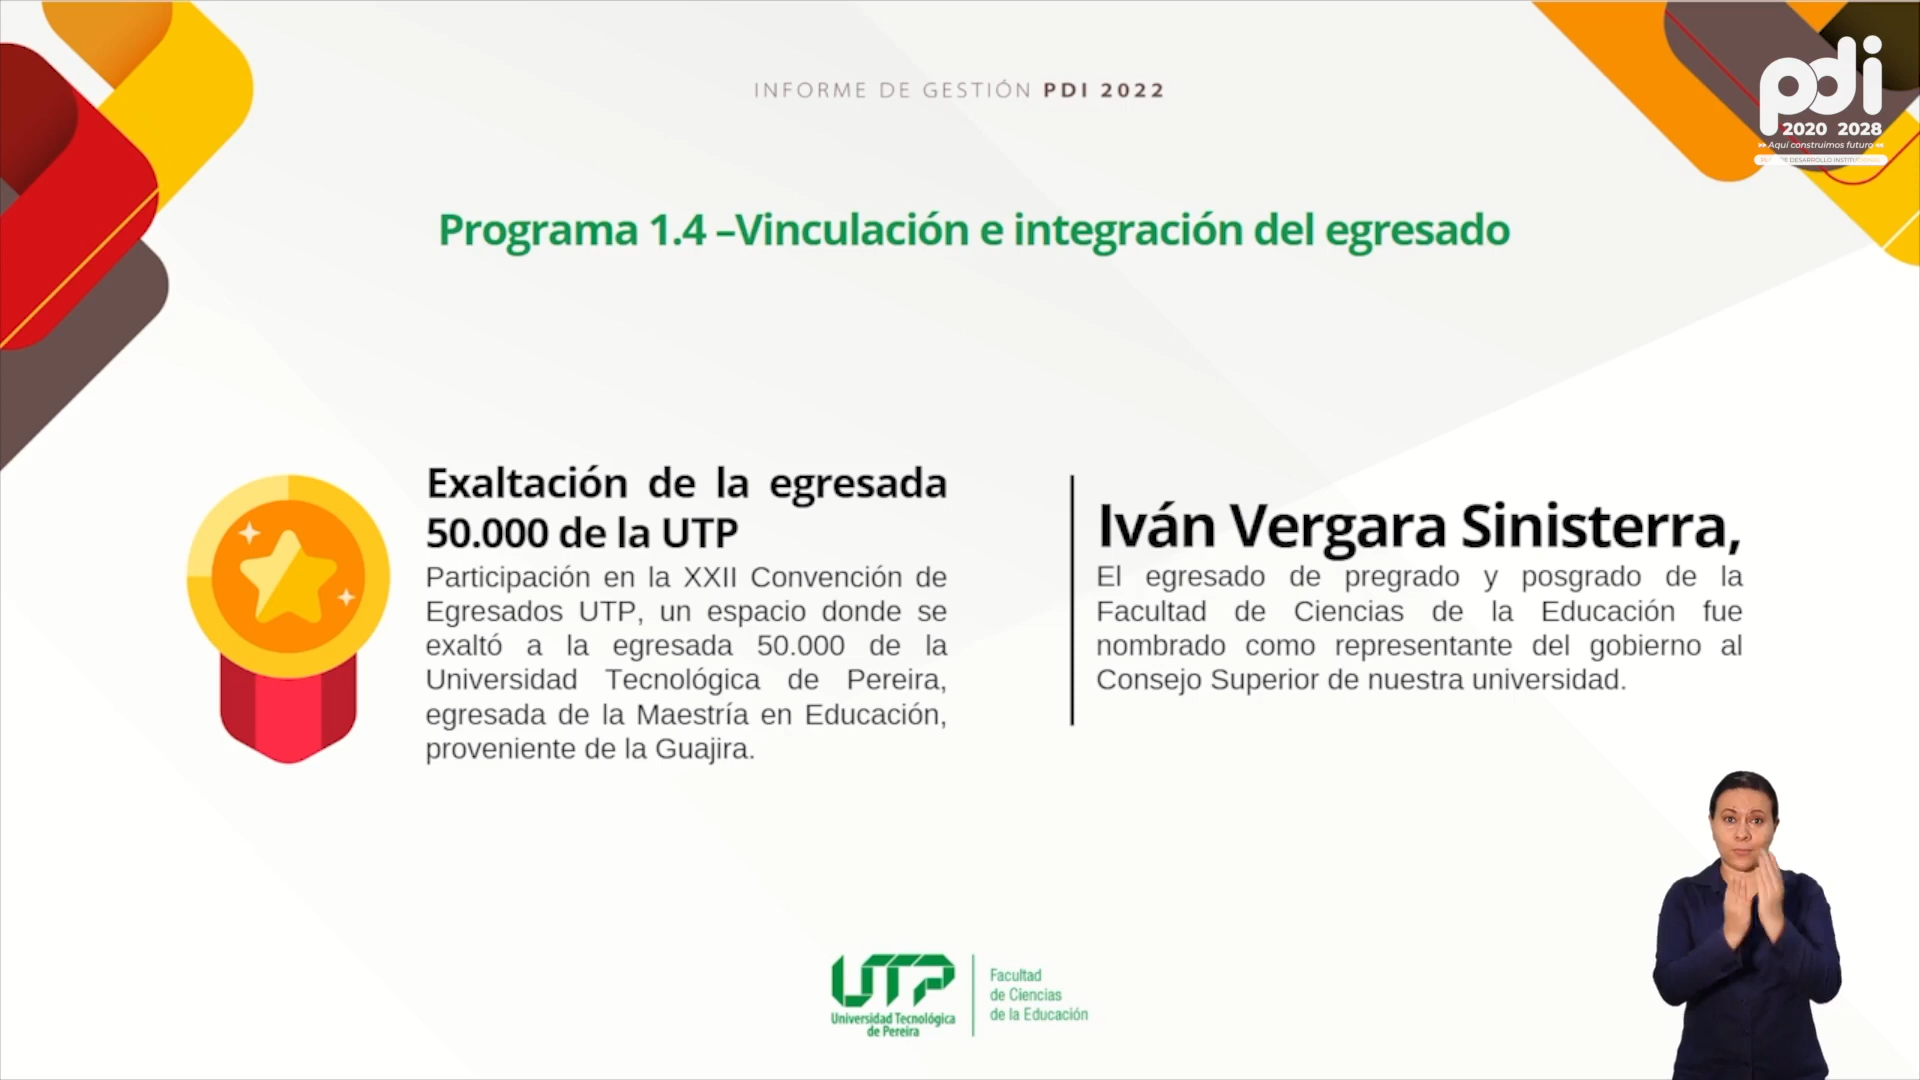 INFORME DE GESTIÓN PDI 2022
pdi
2020 2028
Aquí construimos futuro
Programa 1.4 –Vinculación e integración del egresado
Exaltación de la egresada
50.000 de la UTP
Participación en la XXII Convención de
Egresados UTP, un espacio donde se
exaltó a la egresada 50.000 de la
Universidad Tecnológica de Pereira,
egresada de la Maestría en Educación,
proveniente de la Guajira.
Iván Vergara Sinisterra,
El egresado de pregrado y posgrado de la
Facultad de Ciencias de la Educación fue
nombrado como representante del gobierno al
Consejo Superior de nuestra universidad.
UTP
Universidad Tecnológica
de Pereira
Facultad
de Ciencias
de la Educación